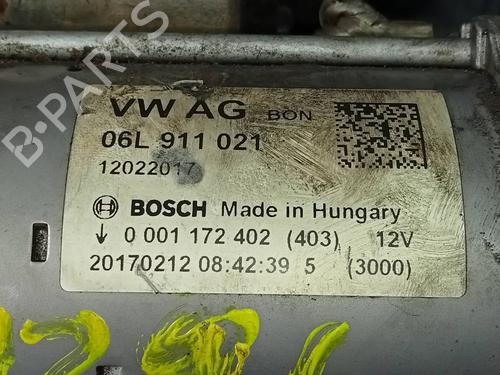 VW AG BON
06L 911 021
12022017
BOSCH Made in Hungary
0 001 172 402 (403) 12V
20170212 08:42:39 5 (3000)
B-PARTS